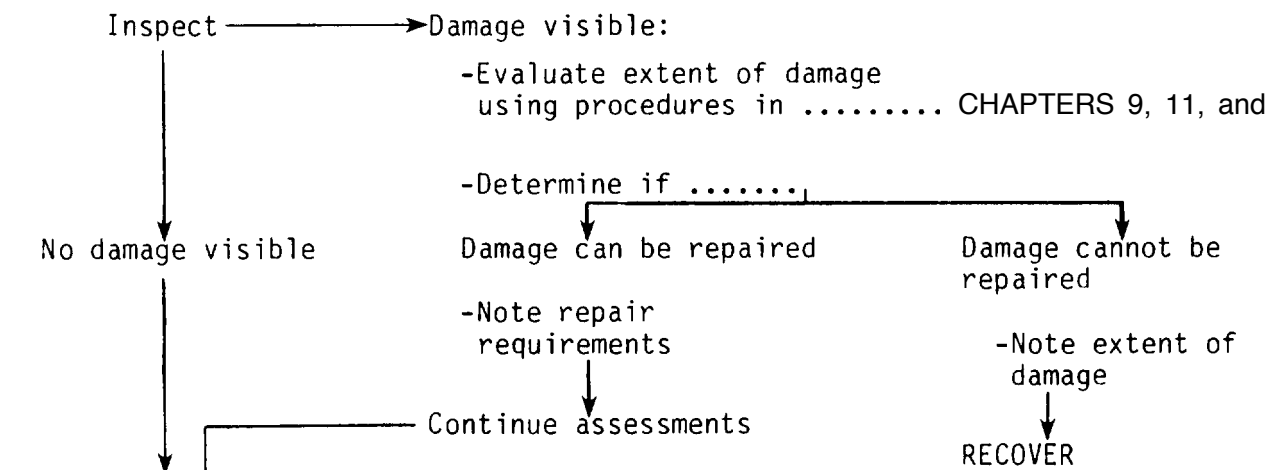 Inspect Damage visible:
-Evaluate extent of damage
using procedures in ......... CHAPTERS 9, 11, and
-Determine if .......
No damage visible Damage can be repaired Damage cannot be
repaired
-Note repair
requirements -Note extent of
damage
Continue assessments
RECOVER